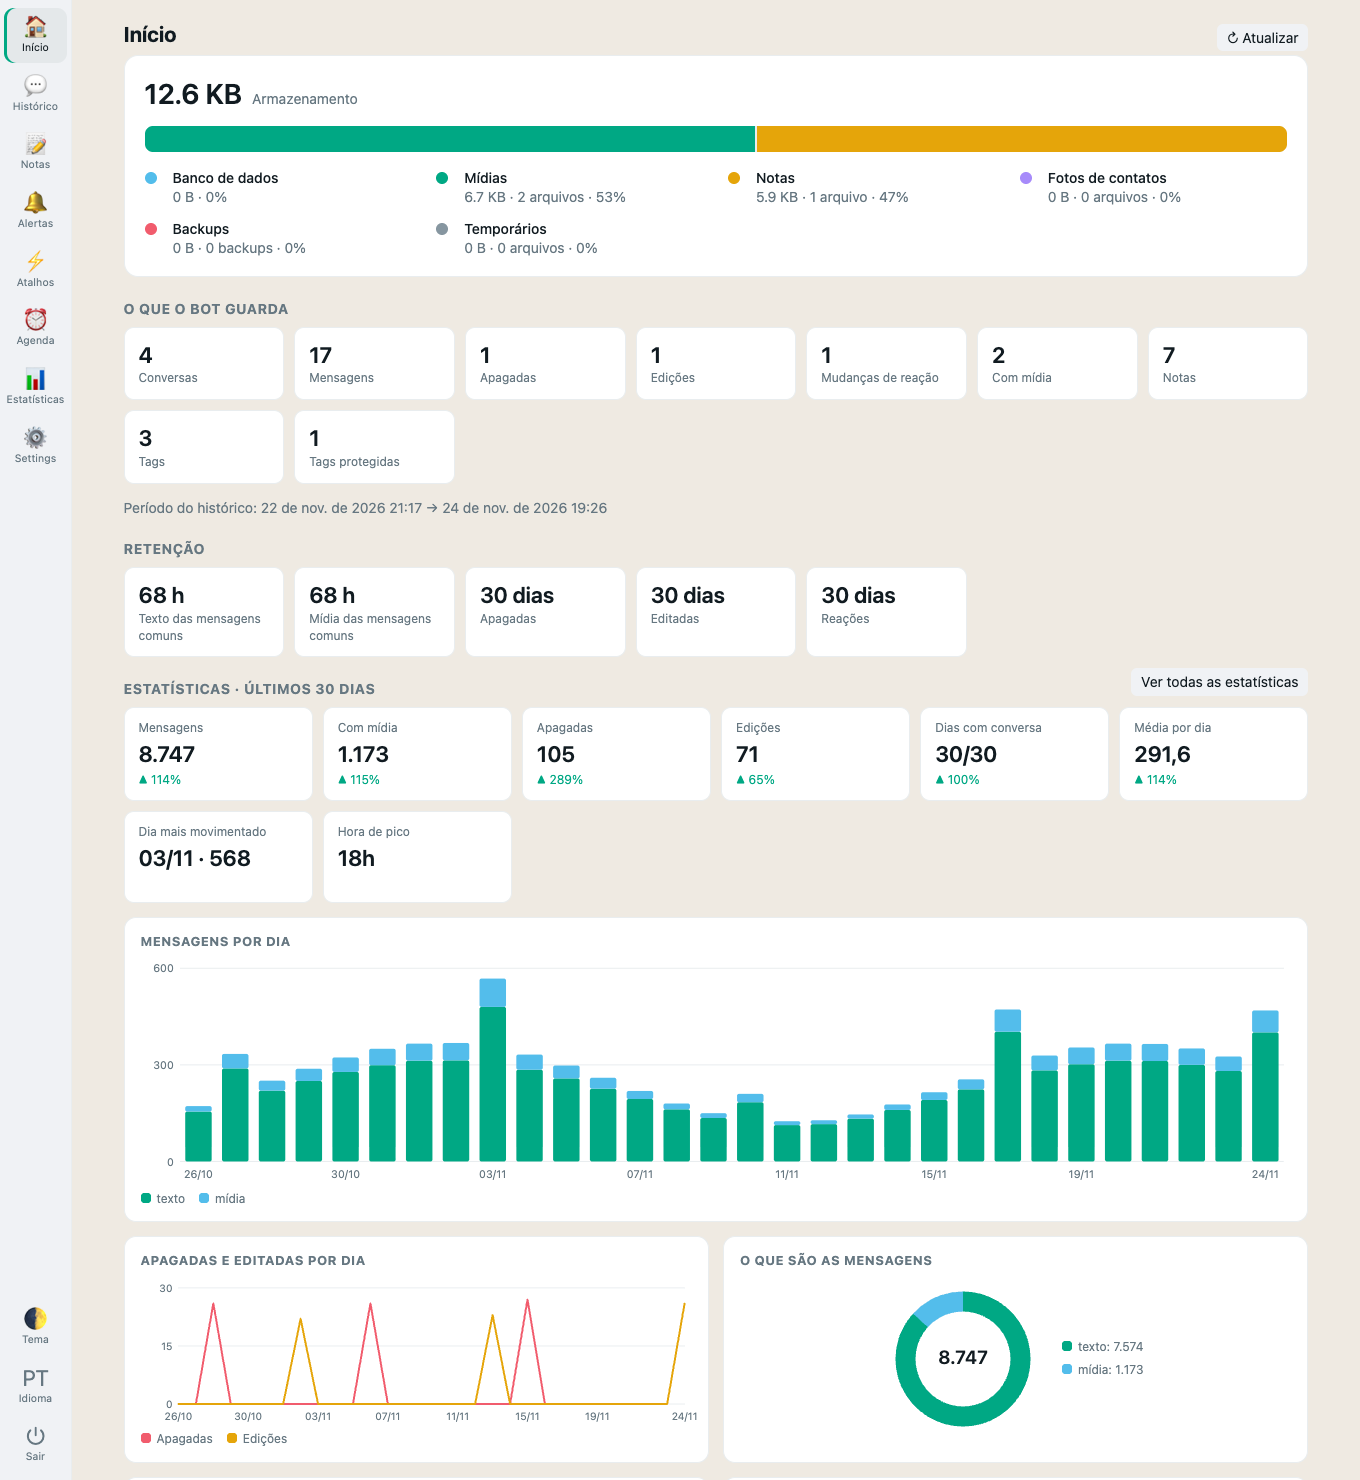 Início
Histórico
Notas
Alertas
Atalhos
Agenda
Estatísticas
Settings
Tema
PT
Idioma
Sair
Início
Atualizar
12.6 KB Armazenamento
Banco de dados
0 B · 0%
Mídias
6.7 KB · 2 arquivos · 53%
Notas
5.9 KB · 1 arquivo · 47%
Fotos de contatos
0 B · 0 arquivos · 0%
Backups
0 B · 0 backups · 0%
Temporários
0 B · 0 arquivos · 0%
O QUE O BOT GUARDA
4
Conversas
17
Mensagens
1
Apagadas
1
Edições
1
Mudanças de reação
2
Com mídia
7
Notas
3
Tags
1
Tags protegidas
Período do histórico: 22 de nov. de 2026 21:17 → 24 de nov. de 2026 19:26
RETENÇÃO
68 h
Texto das mensagens
comuns
68 h
Mídia das mensagens
comuns
30 dias
Apagadas
30 dias
Editadas
30 dias
Reações
ESTATÍSTICAS · ÚLTIMOS 30 DIAS
Ver todas as estatísticas
Mensagens
8.747
▲ 114%
Com mídia
1.173
▲ 115%
Apagadas
105
▲ 289%
Edições
71
▲ 65%
Dias com conversa
30/30
▲ 100%
Média por dia
291,6
▲ 114%
Dia mais movimentado
03/11 · 568
Hora de pico
18h
MENSAGENS POR DIA
600
300
0
26/10 30/10 03/11 07/11 11/11 15/11 19/11 24/11
texto mídia
APAGADAS E EDITADAS POR DIA
30
15
0
26/10 30/10 03/11 07/11 11/11 15/11 19/11 24/11
Apagadas Edições
O QUE SÃO AS MENSAGENS
8.747
texto: 7.574
mídia: 1.173